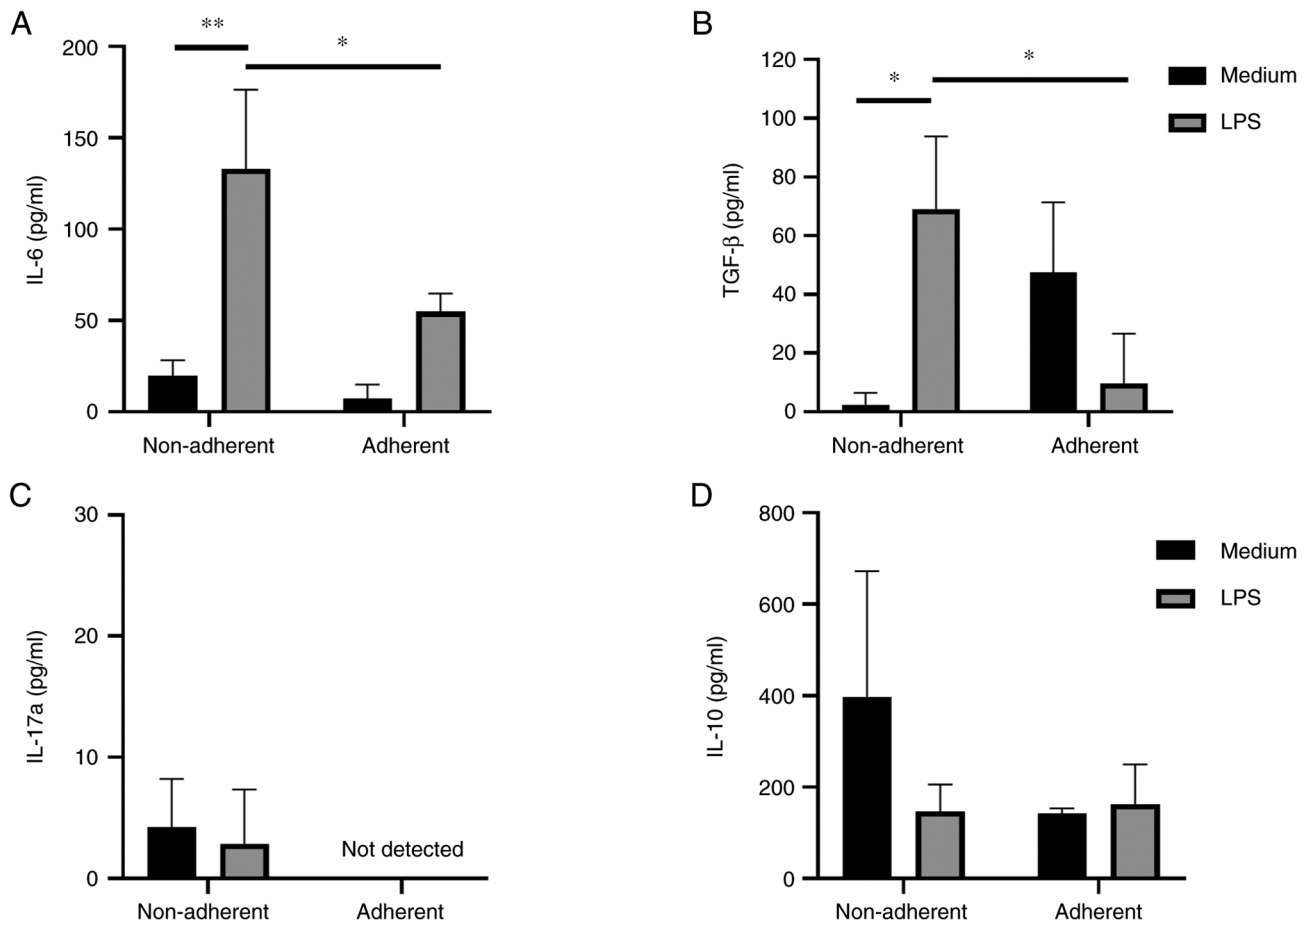 A
**
*
200
150
100
50
0
IL-6 (pg/ml)
Non-adherent
Adherent
B
*
*
120
100
80
60
40
20
0
TGF-β (pg/ml)
Non-adherent
Adherent
Medium
LPS
C
30
20
10
0
IL-17a (pg/ml)
Not detected
Non-adherent
Adherent
D
800
600
400
200
0
IL-10 (pg/ml)
Non-adherent
Adherent
Medium
LPS